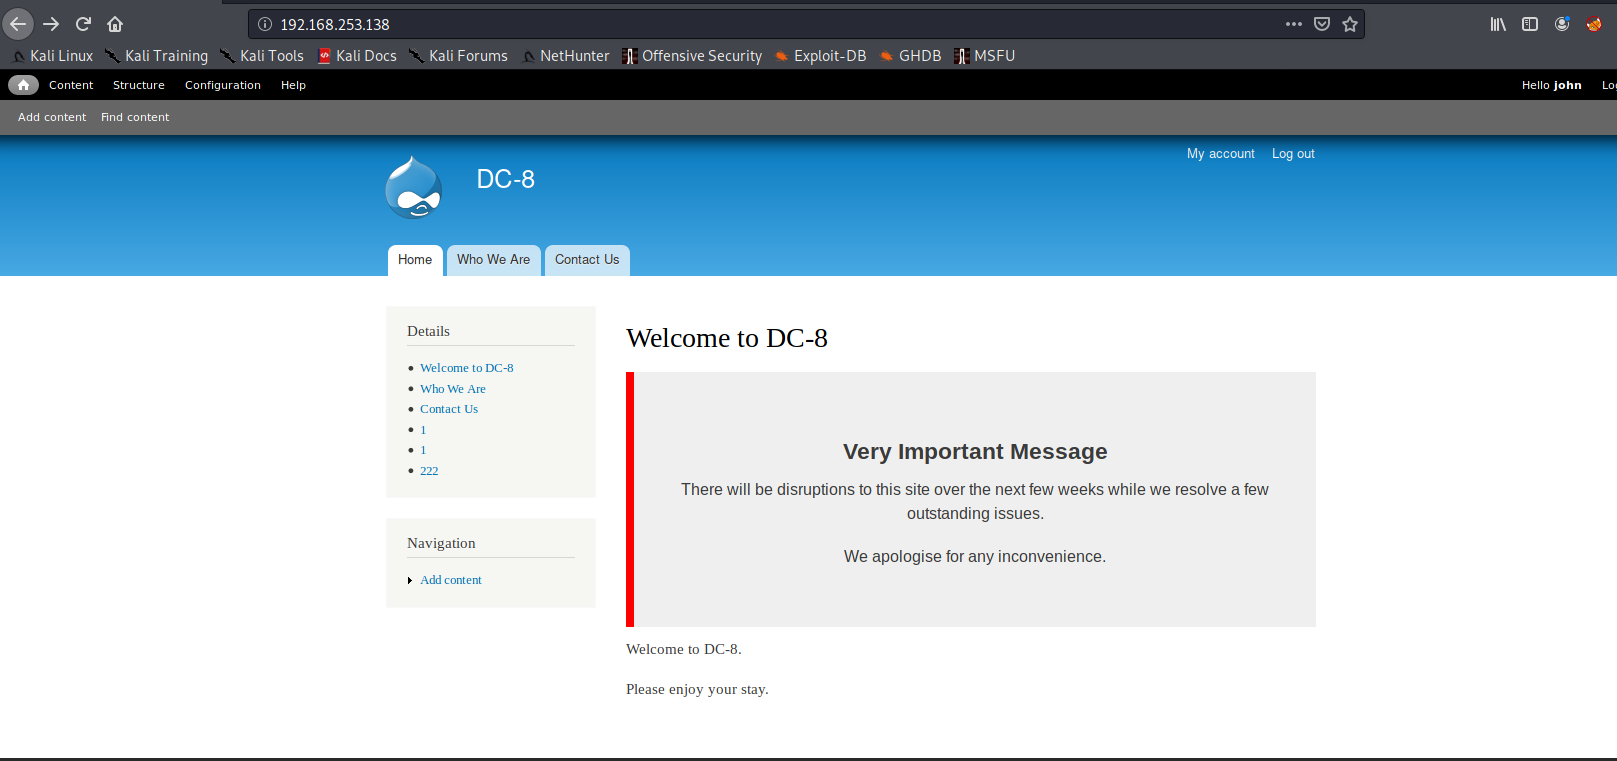 192.168.253.138
Kali Linux Kali Training Kali Tools Kali Docs Kali Forums NetHunter Offensive Security Exploit-DB GHDB MSFU
Content Structure Configuration Help Hello john
Add content Find content
My account Log out
DC-8
Home Who We Are Contact Us
Details
Welcome to DC-8
Who We Are
Contact Us
1
1
222
Navigation
Add content
Welcome to DC-8
Very Important Message
There will be disruptions to this site over the next few weeks while we resolve a few
outstanding issues.
We apologise for any inconvenience.
Welcome to DC-8.
Please enjoy your stay.